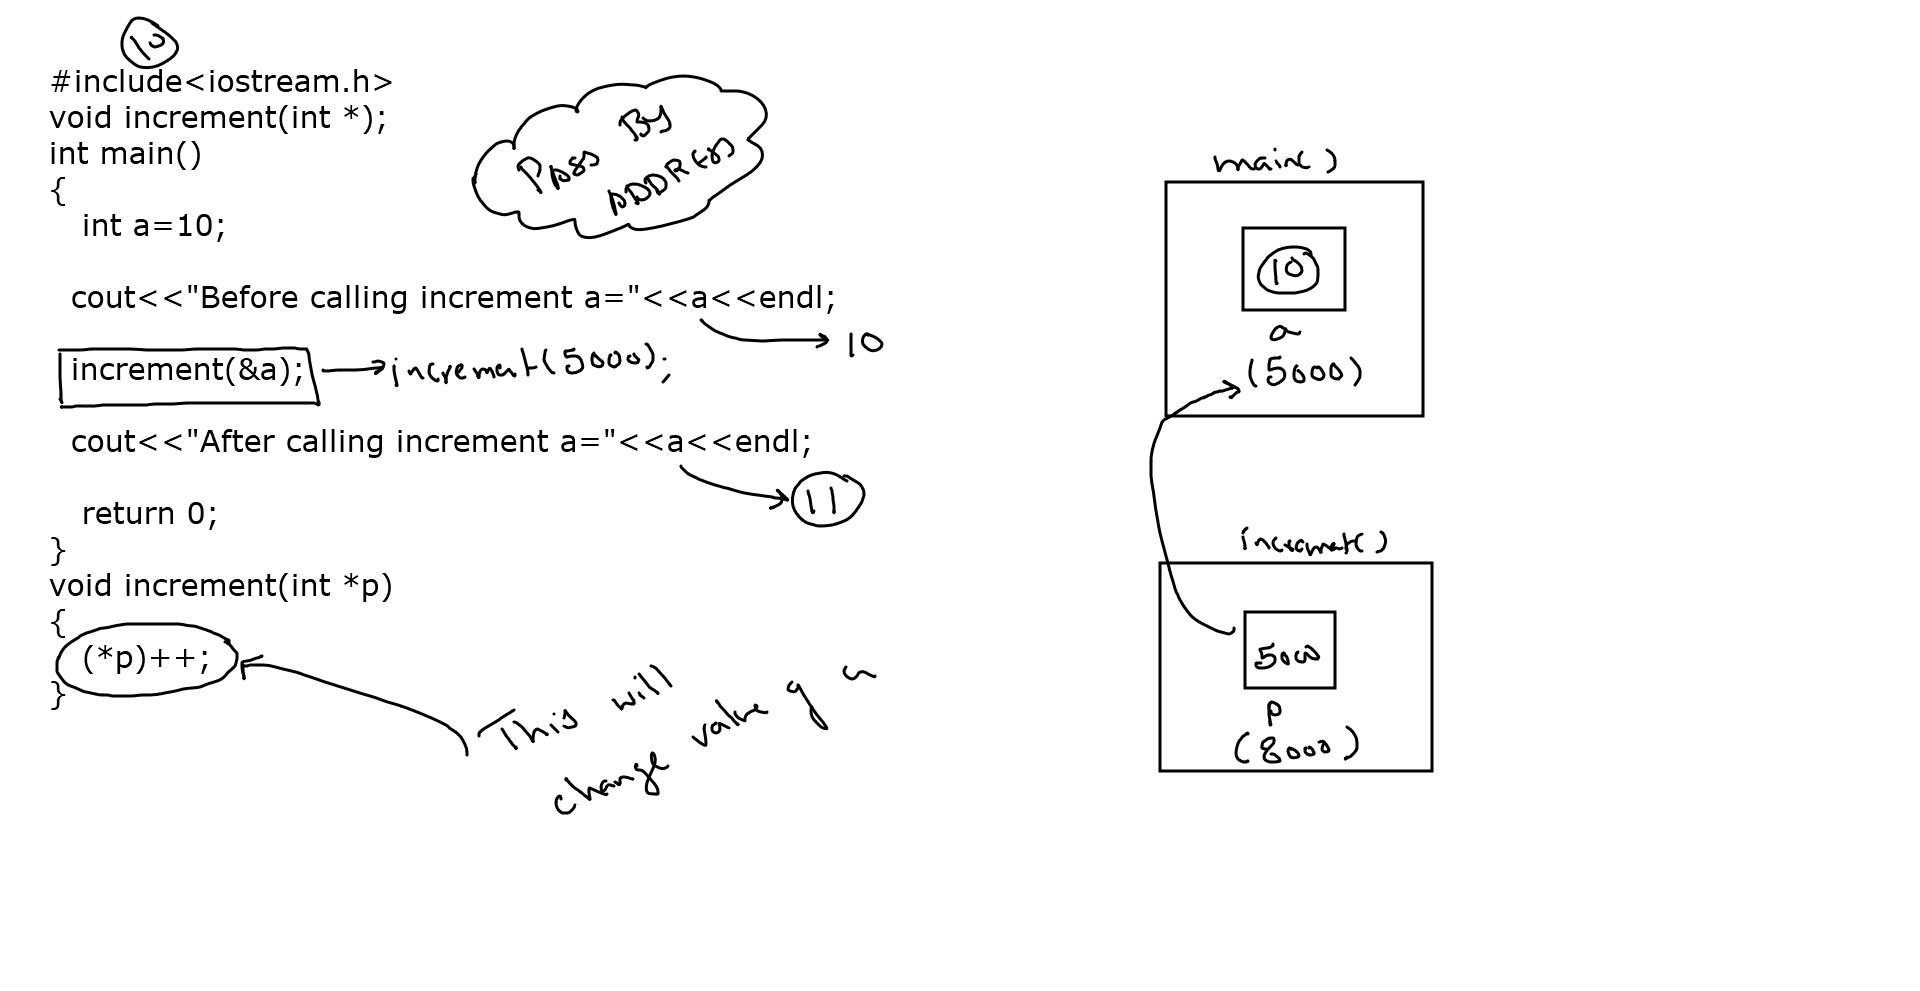 10
#include<iostream.h>
void increment(int *);
int main()
{
int a=10;
cout<<"Before calling increment a="<<a<<endl;
10
increment(&a);
increment(5000);
cout<<"After calling increment a="<<a<<endl;
11
return 0;
}
void increment(int *p)
{
(*p)++;
}
This will
change value of a
Pass By
ADDRESS
main()
10
a
(5000)
increment()
5000
p
(8000)